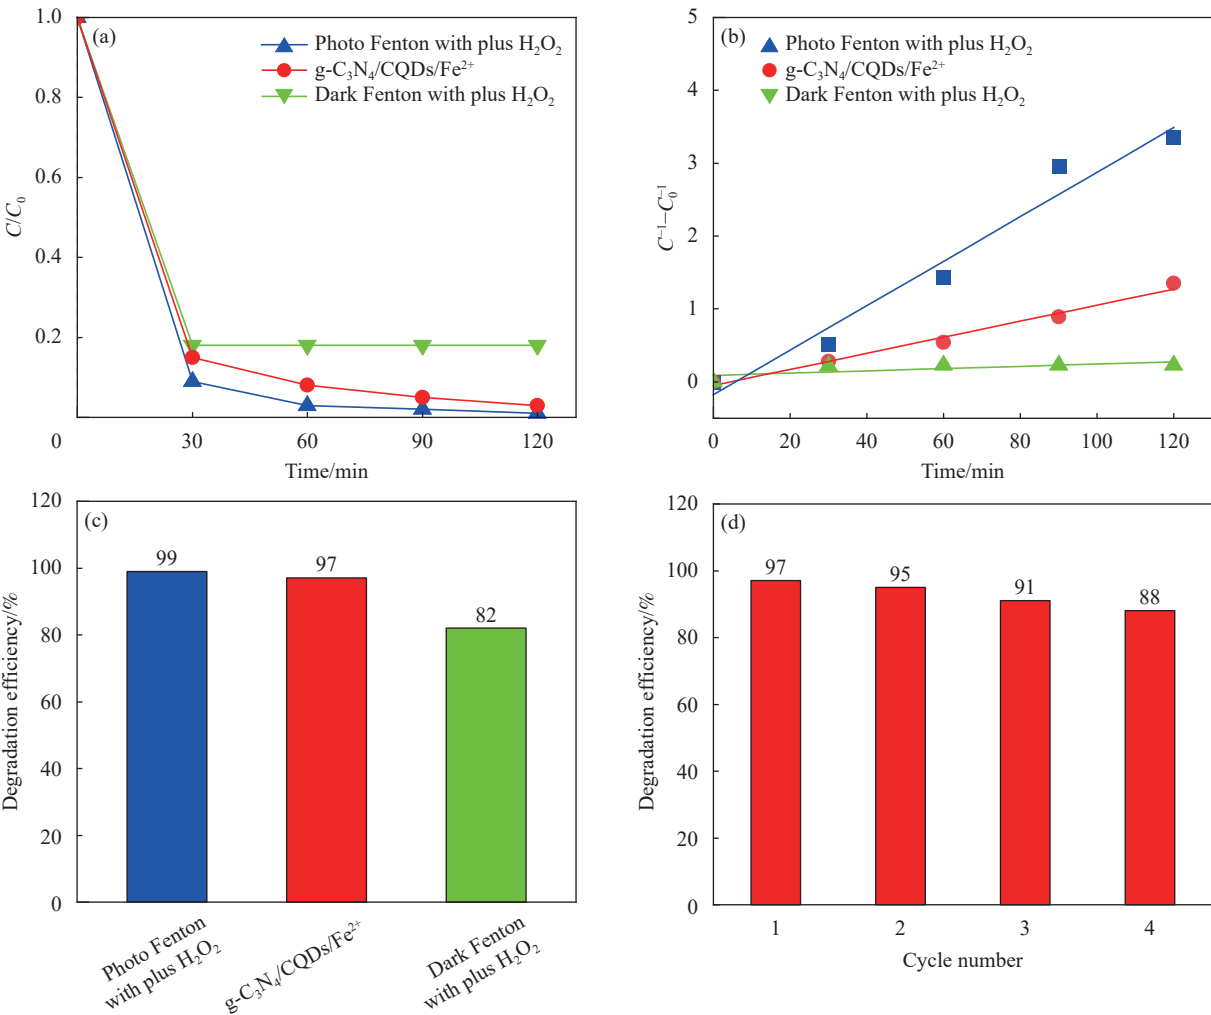 1.0
0.8
0.6
0.4
0.2
0
C/C₀
(a)
Photo Fenton with plus H₂O₂
g-C₃N₄/CQDs/Fe²⁺
Dark Fenton with plus H₂O₂
30
60
90
120
Time/min
5
4
3
2
1
0
C⁻¹–C₀⁻¹
(b)
Photo Fenton with plus H₂O₂
g-C₃N₄/CQDs/Fe²⁺
Dark Fenton with plus H₂O₂
0
20
40
60
80
100
120
Time/min
120
100
80
60
40
20
0
Degradation efficiency/%
(c)
99
97
82
Photo Fenton
with plus H₂O₂
g-C₃N₄/CQDs/Fe²⁺
Dark Fenton
with plus H₂O₂
120
100
80
60
40
20
0
Degradation efficiency/%
(d)
97
95
91
88
1
2
3
4
Cycle number